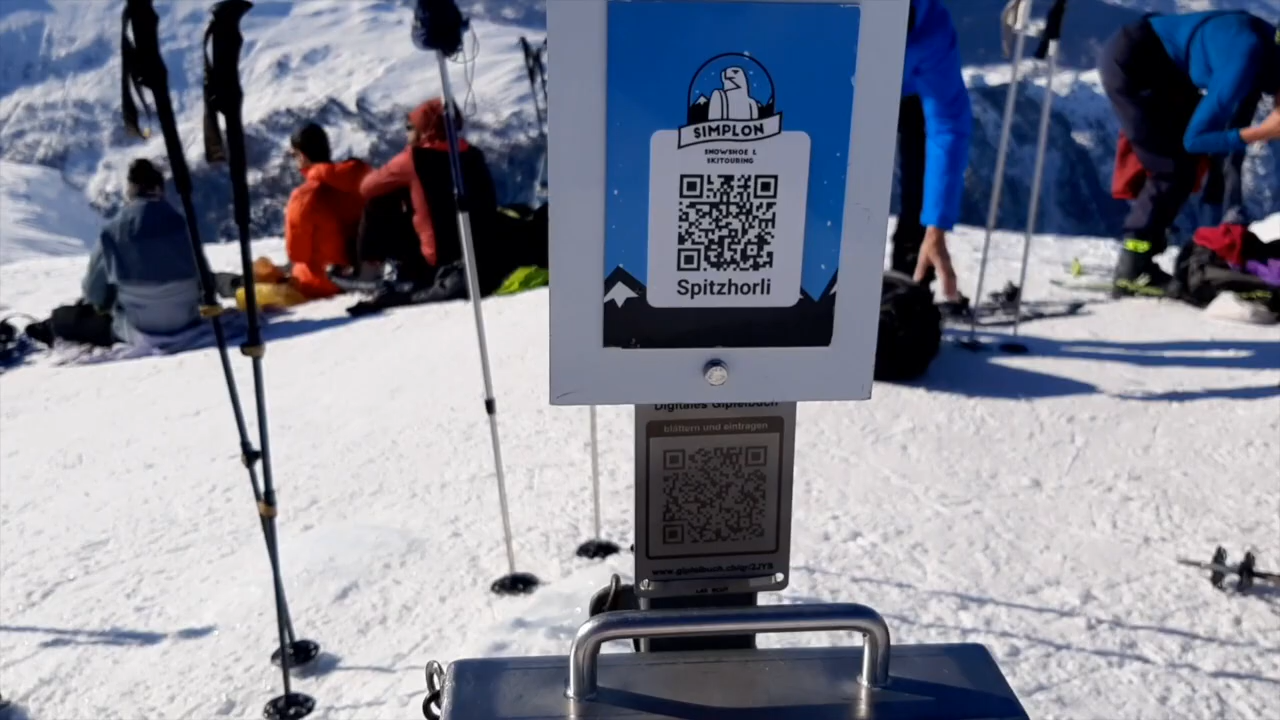 SIMPLON
SNOWSHOE &
SKITOURING
Spitzhorli
Digitales Gipfelbuch
blättern und eintragen